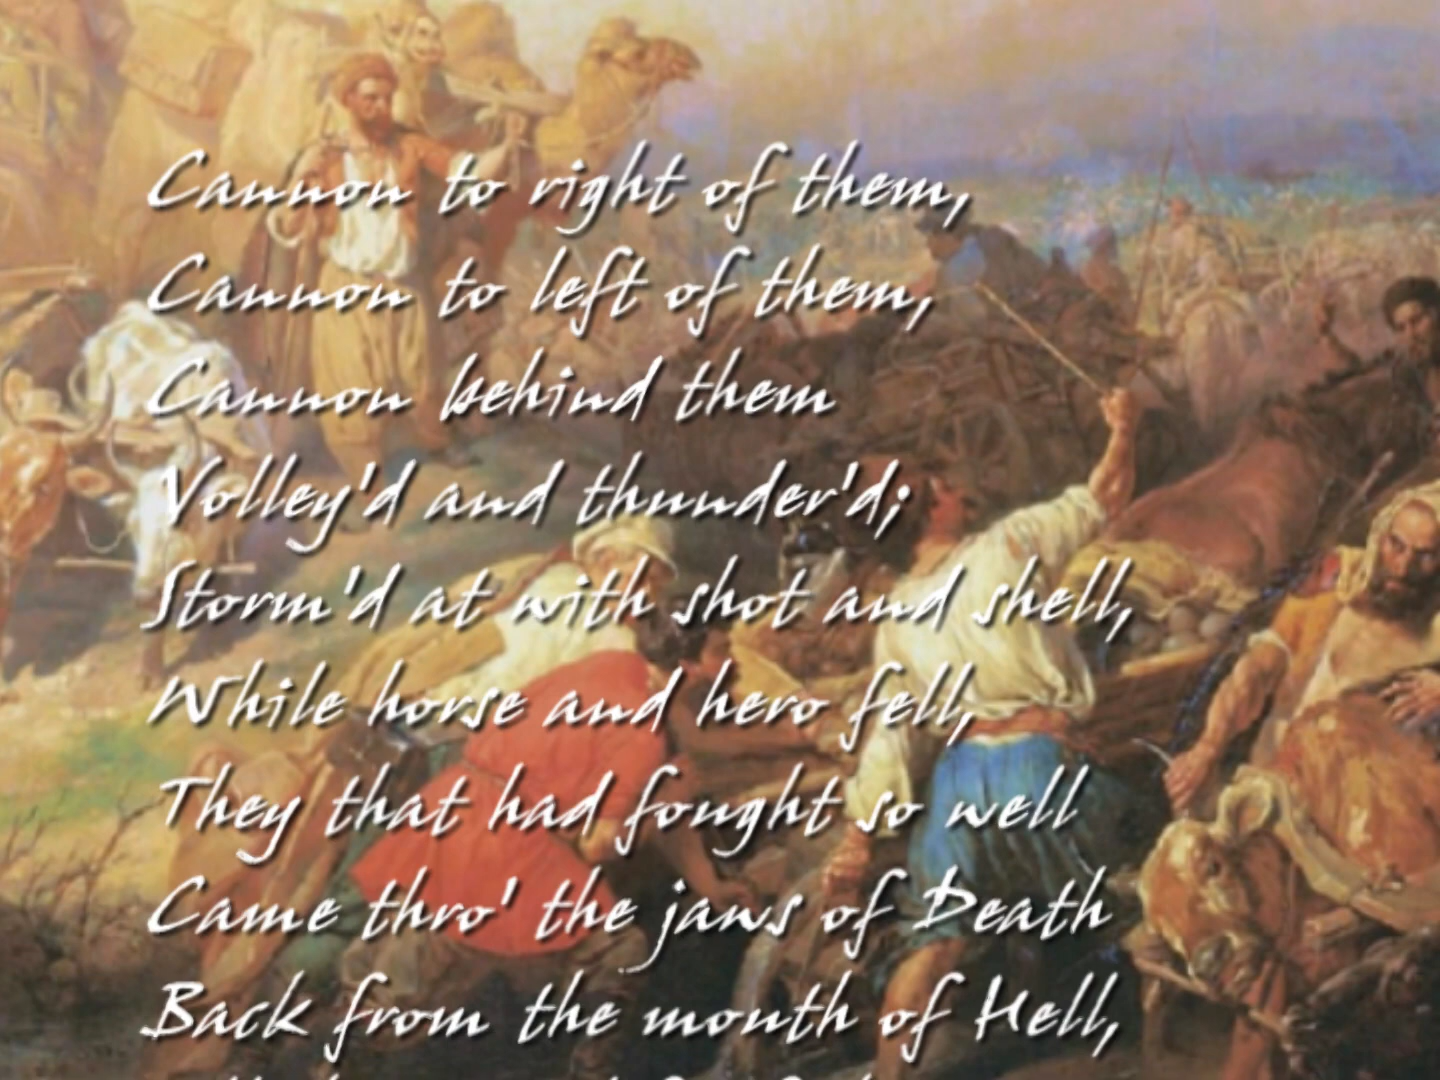 Cannon to right of them,
Cannon to left of them,
Cannon behind them
Volley'd and thunder'd;
Storm'd at with shot and shell,
While horse and hero fell,
They that had fought so well
Came thro' the jaws of Death
Back from the mouth of Hell,